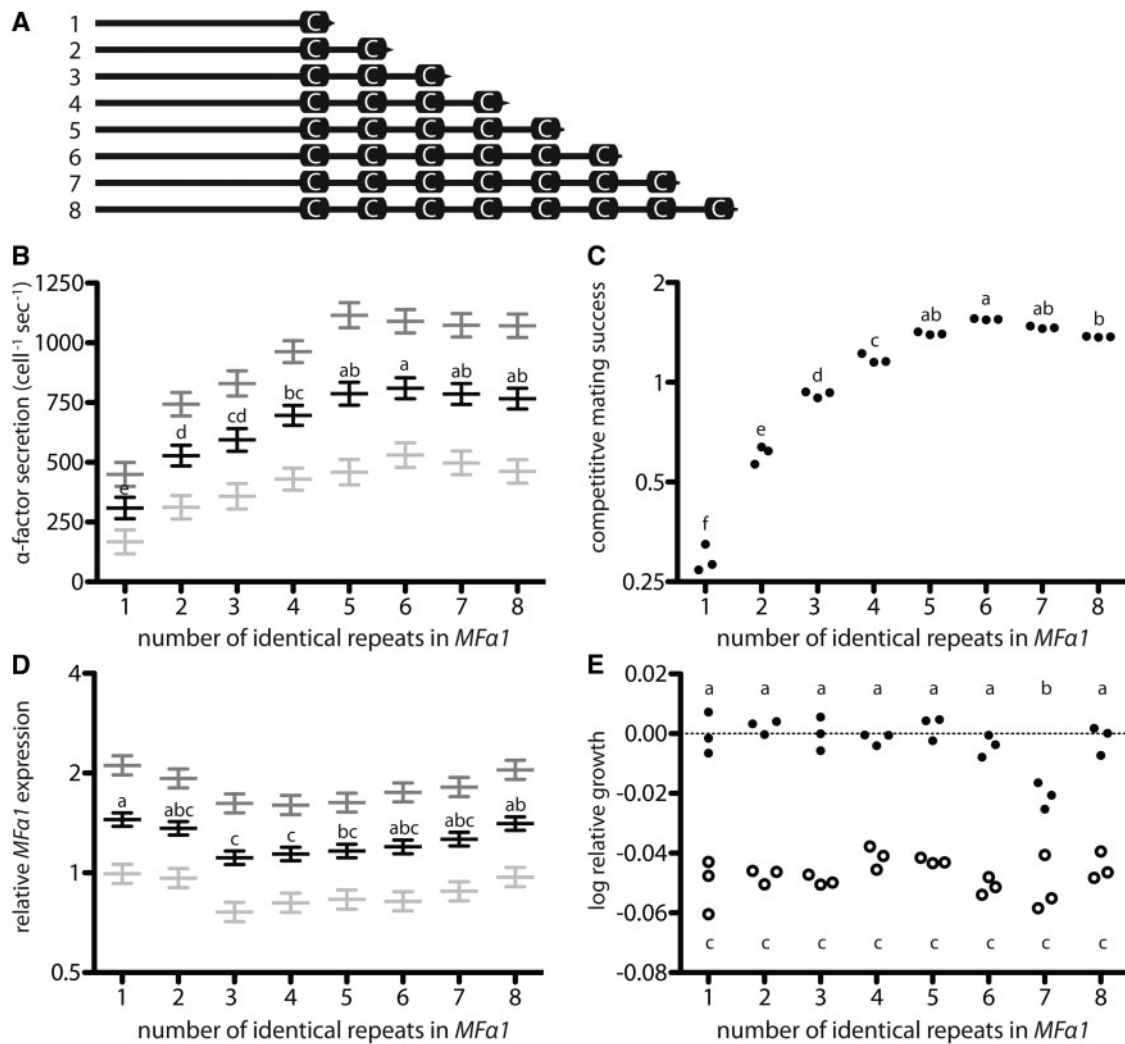 A
1 C
2 C C
3 C C C
4 C C C C
5 C C C C C
6 C C C C C C
7 C C C C C C C
8 C C C C C C C C
B
α-factor secretion (cell⁻¹ sec⁻¹)
1250
1000
750
500
250
0
e d cd bc ab a ab ab
1 2 3 4 5 6 7 8
number of identical repeats in MFα1
C
competititve mating success
2
1
0.5
0.25
f e d c ab a ab b
1 2 3 4 5 6 7 8
number of identical repeats in MFα1
D
relative MFα1 expression
4
2
1
0.5
a abc c c bc abc abc ab
1 2 3 4 5 6 7 8
number of identical repeats in MFα1
E
log relative growth
0.02
0.00
-0.02
-0.04
-0.06
-0.08
a a a a a a b a
c c c c c c c c
1 2 3 4 5 6 7 8
number of identical repeats in MFα1